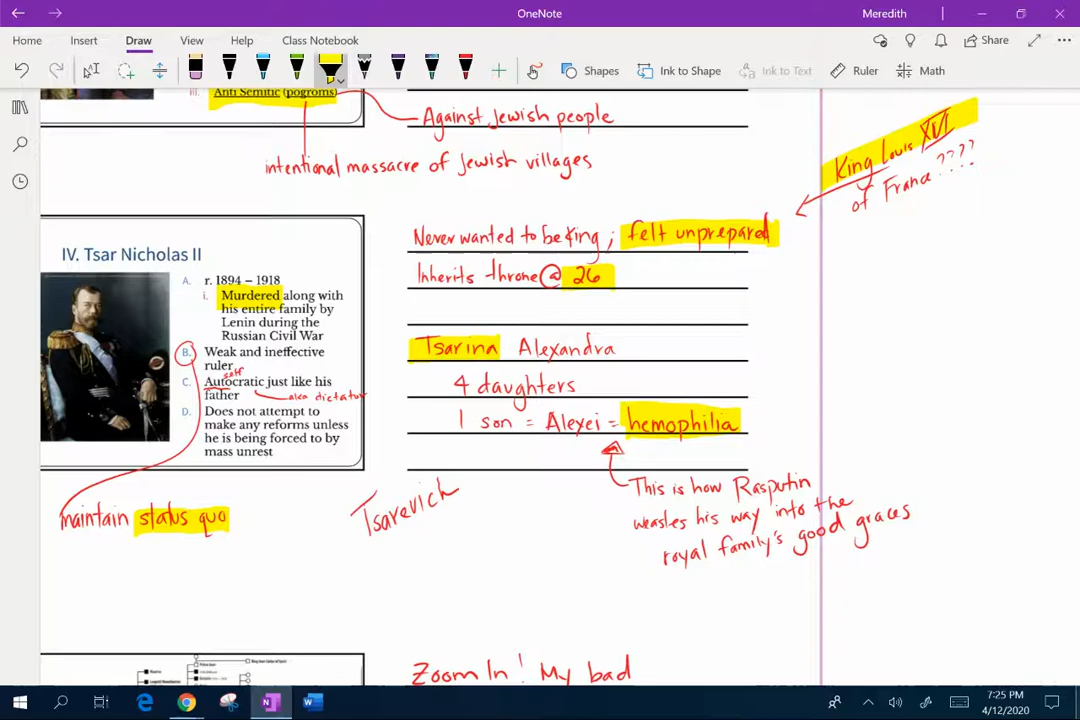 OneNote
Meredith
Home
Insert
Draw
View
Help
Class Notebook
Share
Shapes
Ink to Shape
Ink to Text
Ruler
Math
iii. Anti Semitic (pogroms)
Against Jewish people
intentional massacre of Jewish villages
King Louis XVI
of France ????
IV. Tsar Nicholas II
A. r. 1894 – 1918
i. Murdered along with
his entire family by
Lenin during the
Russian Civil War
B. Weak and ineffective
ruler
self
C. Autocratic just like his
father
aka dictator
D. Does not attempt to
make any reforms unless
he is being forced to by
mass unrest
Never wanted to be king; felt unprepared
Inherits throne @ 26
Tsarina Alexandra
4 daughters
1 son = Alexei = hemophilia
This is how Rasputin
weasles his way into the
royal family's good graces
maintain status quo
Tsarevich
Zoom In! My bad
7:25 PM
4/12/2020